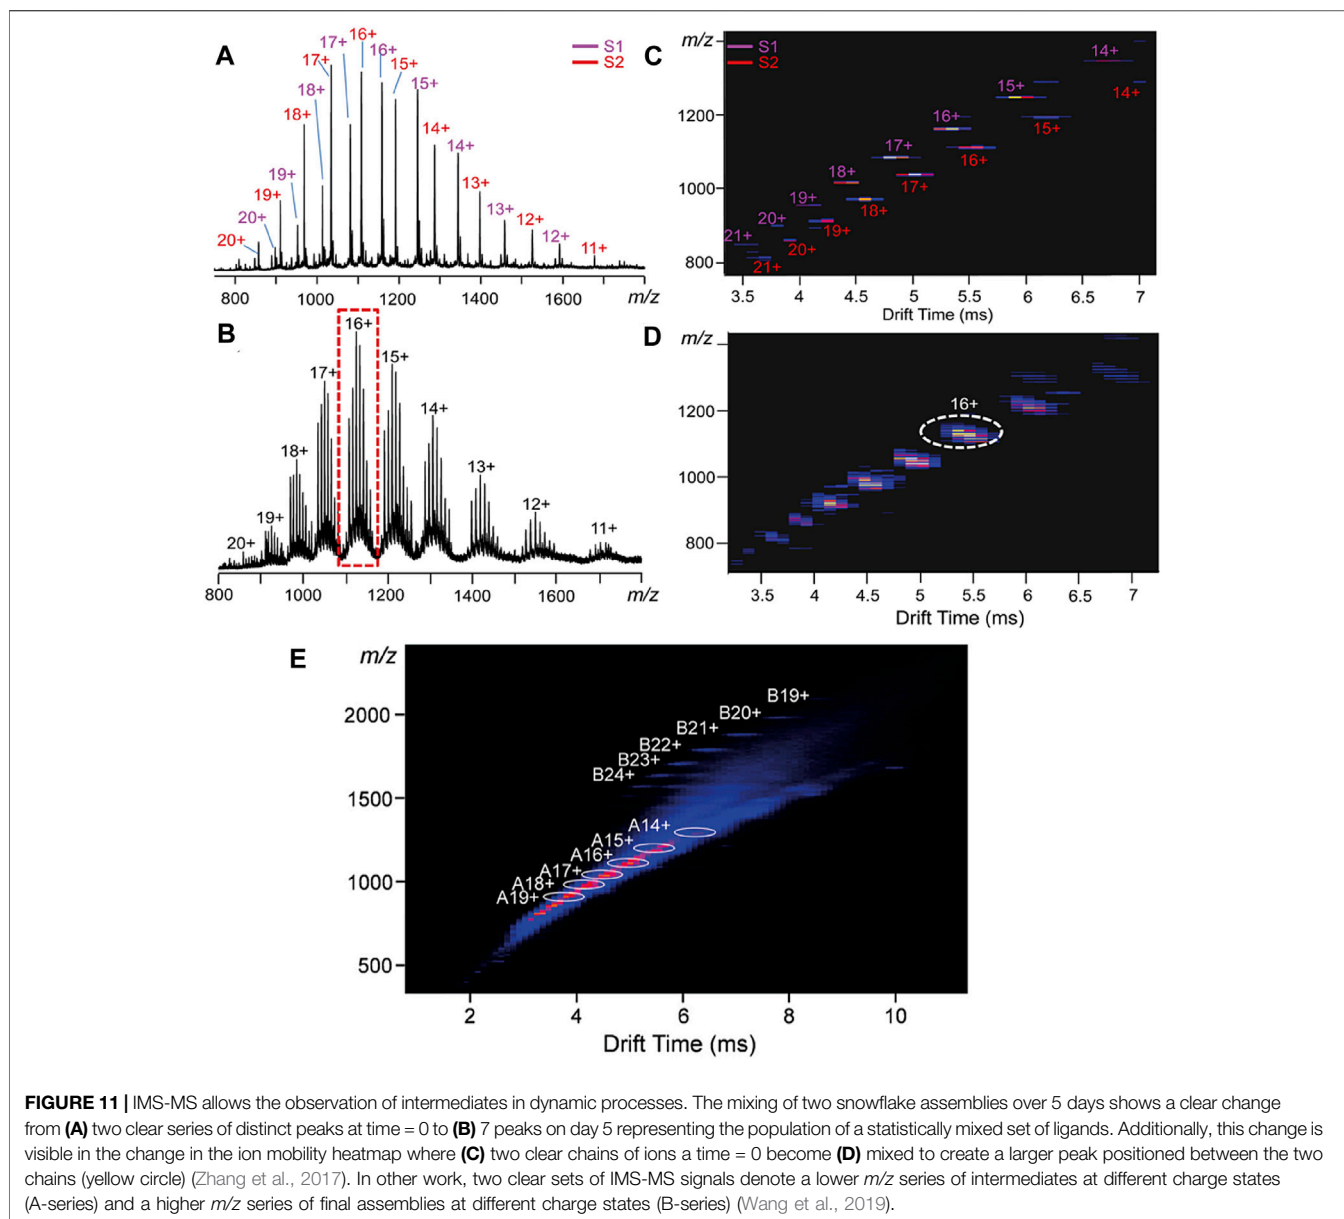 A
S1
S2
16+
17+
16+
17+
15+
15+
18+
18+
14+
14+
19+
19+
13+
13+
20+
20+
12+
12+
11+
800 1000 1200 1400 1600 m/z
C
m/z
S1
S2
14+
15+
14+
1200
16+
15+
17+
16+
1000
18+
17+
19+
18+
20+
19+
21+
20+
800
21+
3.5 4 4.5 5 5.5 6 6.5 7
Drift Time (ms)
B
16+
17+
15+
14+
18+
13+
19+
12+
20+
11+
800 1000 1200 1400 1600 m/z
D
m/z
1200
16+
1000
800
3.5 4 4.5 5 5.5 6 6.5 7
Drift Time (ms)
E
m/z
B19+
2000
B20+
B21+
B22+
B23+
B24+
1500
A14+
A15+
A16+
A17+
1000
A18+
A19+
500
2 4 6 8 10
Drift Time (ms)
FIGURE 11 | IMS-MS allows the observation of intermediates in dynamic processes. The mixing of two snowflake assemblies over 5 days shows a clear change
from (A) two clear series of distinct peaks at time = 0 to (B) 7 peaks on day 5 representing the population of a statistically mixed set of ligands. Additionally, this change is
visible in the change in the ion mobility heatmap where (C) two clear chains of ions a time = 0 become (D) mixed to create a larger peak positioned between the two
chains (yellow circle) (Zhang et al., 2017). In other work, two clear sets of IMS-MS signals denote a lower m/z series of intermediates at different charge states
(A-series) and a higher m/z series of final assemblies at different charge states (B-series) (Wang et al., 2019).